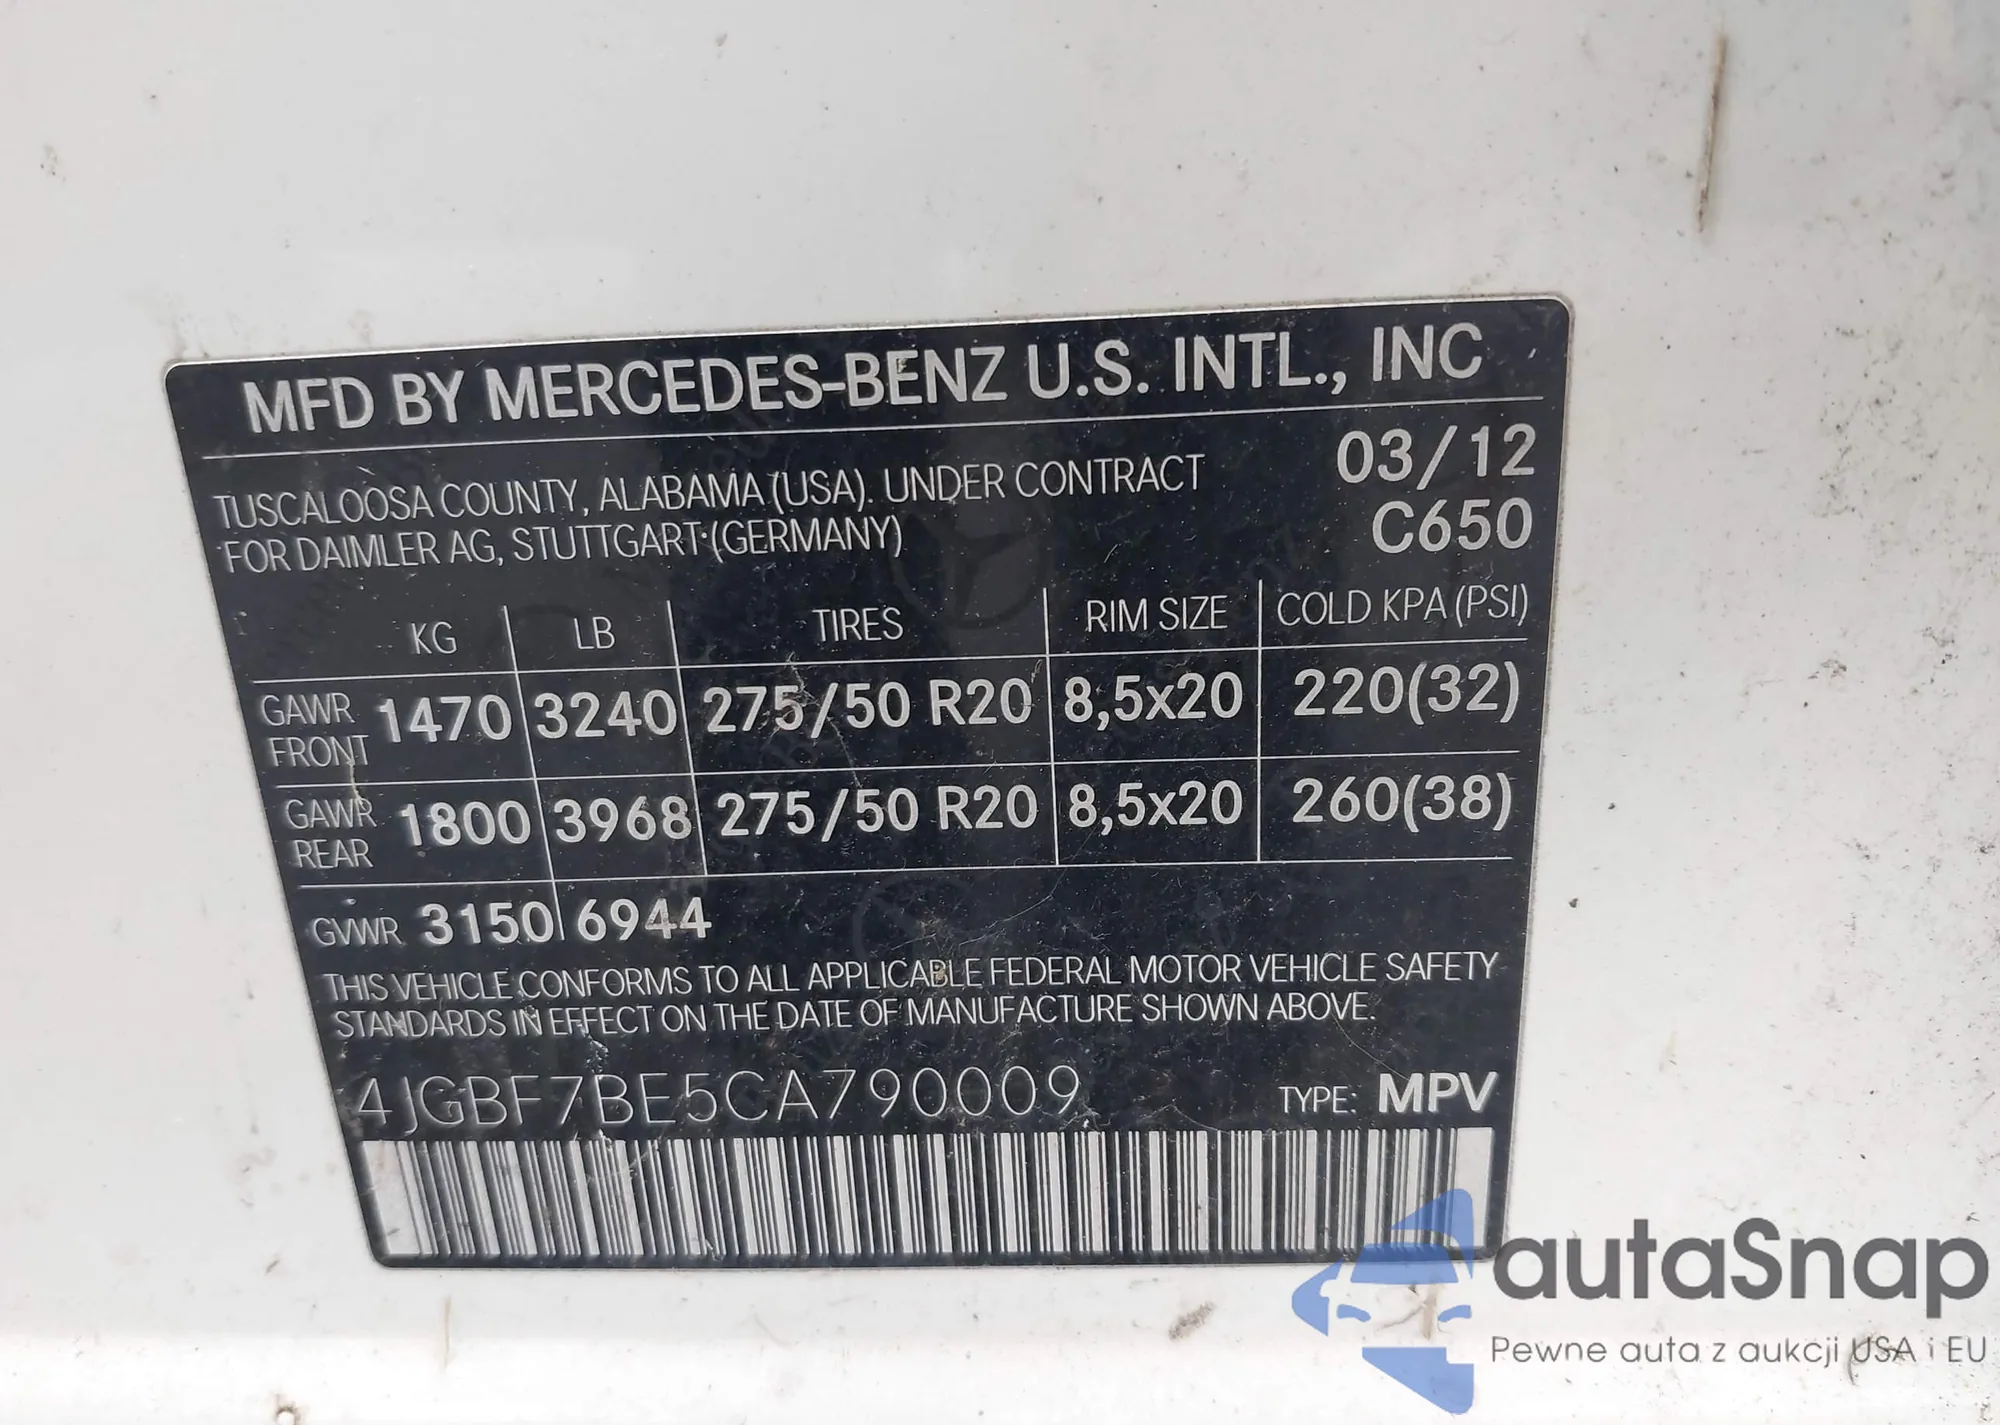 MFD BY MERCEDES-BENZ U.S. INTL., INC
TUSCALOOSA COUNTY, ALABAMA (USA). UNDER CONTRACT
FOR DAIMLER AG, STUTTGART (GERMANY)
03/12
C650
KG LB TIRES RIM SIZE COLD KPA (PSI)
GAWR FRONT 1470 3240 275/50 R20 8,5x20 220(32)
GAWR REAR 1800 3968 275/50 R20 8,5x20 260(38)
GVWR 3150 6944
THIS VEHICLE CONFORMS TO ALL APPLICABLE FEDERAL MOTOR VEHICLE SAFETY
STANDARDS IN EFFECT ON THE DATE OF MANUFACTURE SHOWN ABOVE.
4JGBF7BE5CA790009 TYPE: MPV
autaSnap
Pewne auta z aukcji USA i EU